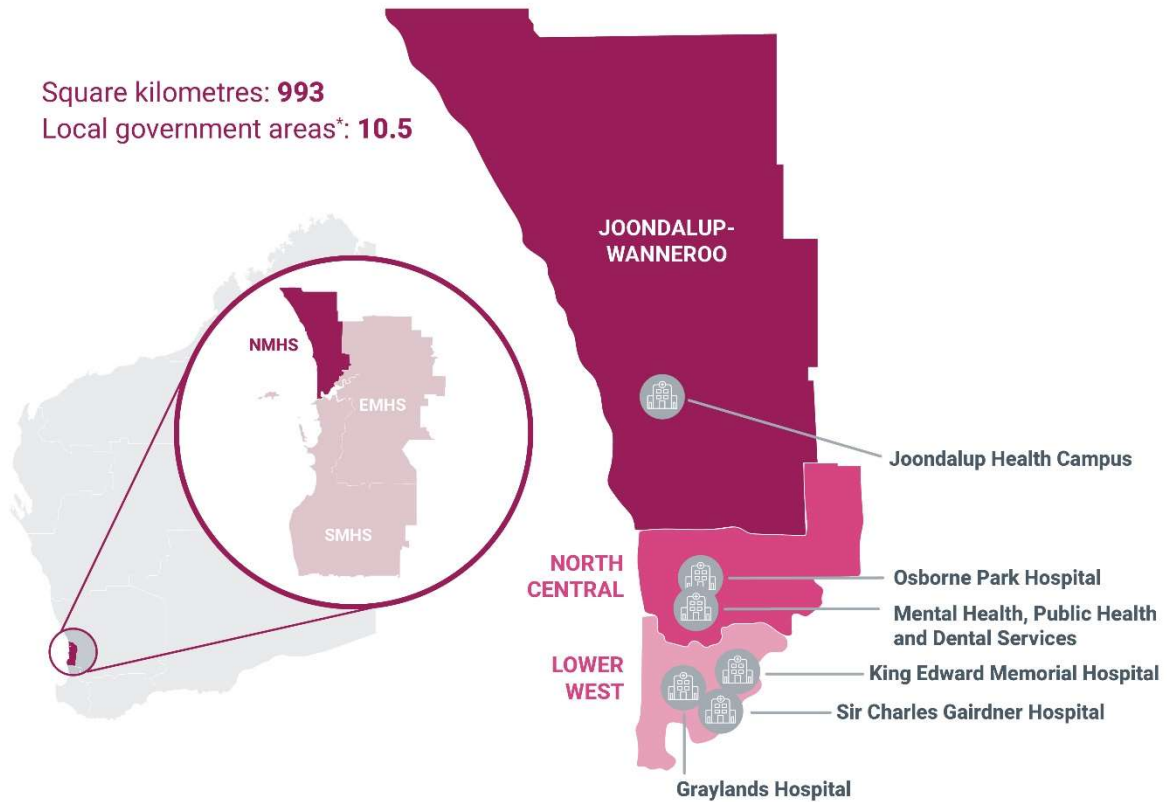 Square kilometres: 993
Local government areas*: 10.5
NMHS
EMHS
SMHS
JOONDALUP-
WANNEROO
Joondalup Health Campus
NORTH
CENTRAL
Osborne Park Hospital
Mental Health, Public Health
and Dental Services
LOWER
WEST
King Edward Memorial Hospital
Sir Charles Gairdner Hospital
Graylands Hospital